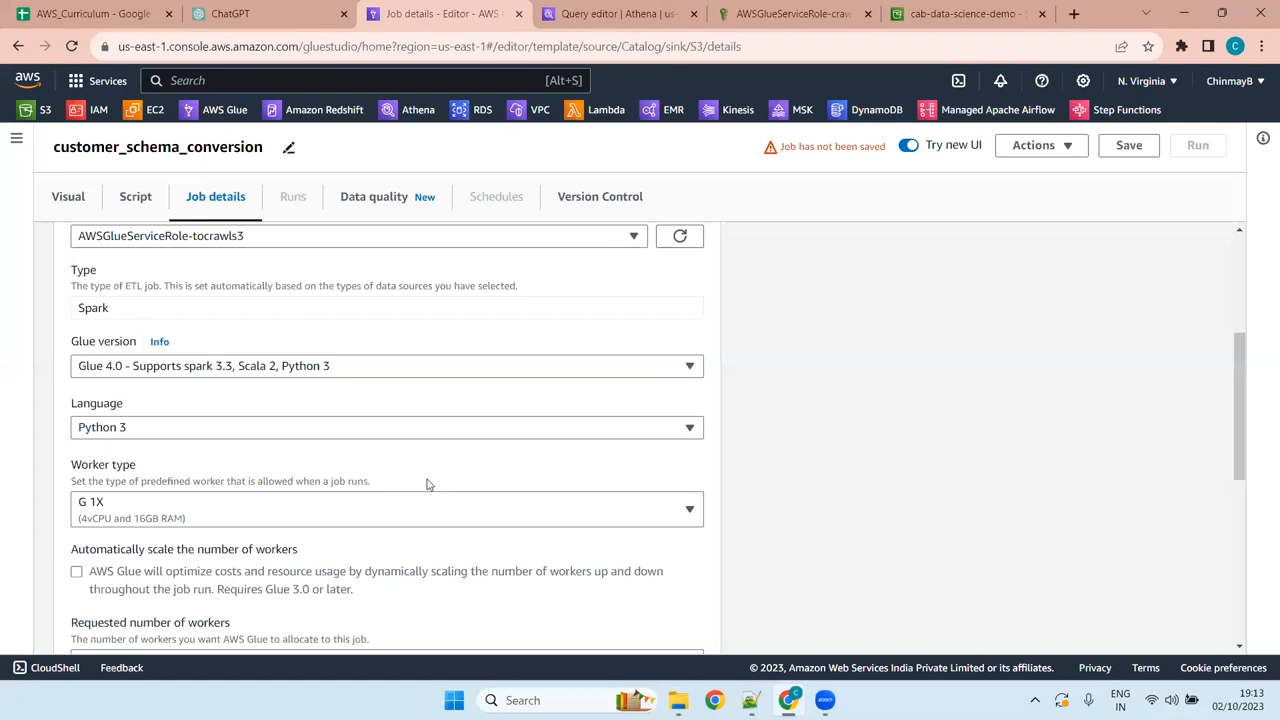 AWS_Curriculum - Google
ChatGPT
Job details - Editor - AWS
Query editor | Athena | us-
AWSGlueServiceRole-craw
cab-data-science-demo -
us-east-1.console.aws.amazon.com/gluestudio/home?region=us-east-1#/editor/template/source/Catalog/sink/S3/details
C
aws
Services
Search
[Alt+S]
N. Virginia
ChinmayB
S3
IAM
EC2
AWS Glue
Amazon Redshift
Athena
RDS
VPC
Lambda
EMR
Kinesis
MSK
DynamoDB
Managed Apache Airflow
Step Functions
customer_schema_conversion
Job has not been saved
Try new UI
Actions
Save
Run
Visual
Script
Job details
Runs
Data quality New
Schedules
Version Control
AWSGlueServiceRole-tocrawls3
Type
The type of ETL job. This is set automatically based on the types of data sources you have selected.
Spark
Glue version Info
Glue 4.0 - Supports spark 3.3, Scala 2, Python 3
Language
Python 3
Worker type
Set the type of predefined worker that is allowed when a job runs.
G 1X
(4vCPU and 16GB RAM)
Automatically scale the number of workers
AWS Glue will optimize costs and resource usage by dynamically scaling the number of workers up and down
throughout the job run. Requires Glue 3.0 or later.
Requested number of workers
The number of workers you want AWS Glue to allocate to this job.
CloudShell
Feedback
© 2023, Amazon Web Services India Private Limited or its affiliates.
Privacy
Terms
Cookie preferences
Search
ENG
IN
19:13
02/10/2023